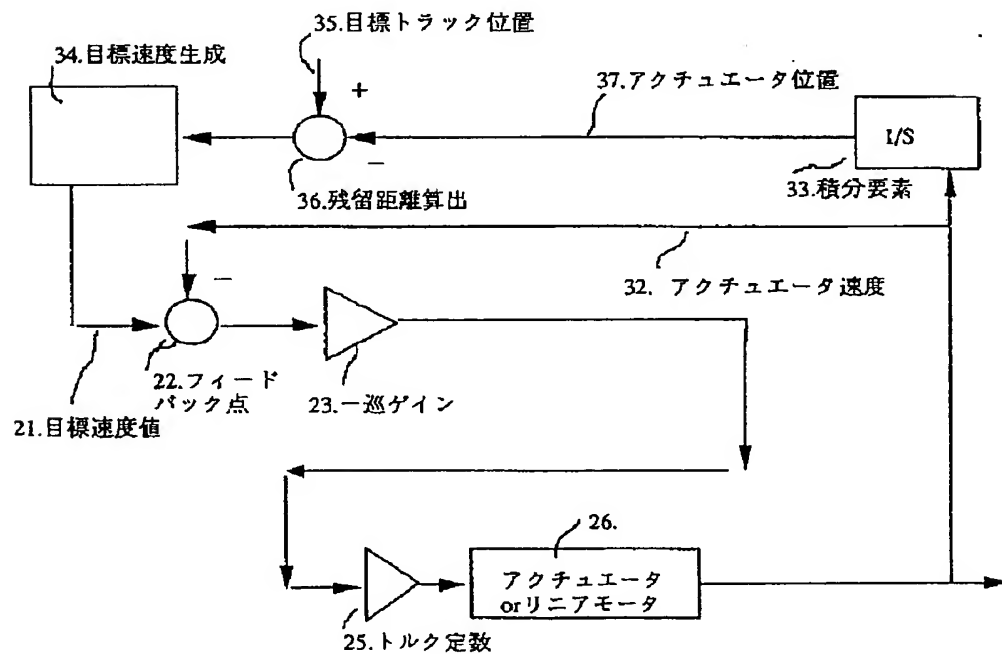 35.目標トラック位置
34.目標速度生成
37.アクチュエータ位置
+
I/S
−
36.残留距離算出
33.積分要素
−
32. アクチュエータ速度
22.フィード
バック点
23.一巡ゲイン
21.目標速度値
26.
アクチュエータ
orリニアモータ
25.トルク定数